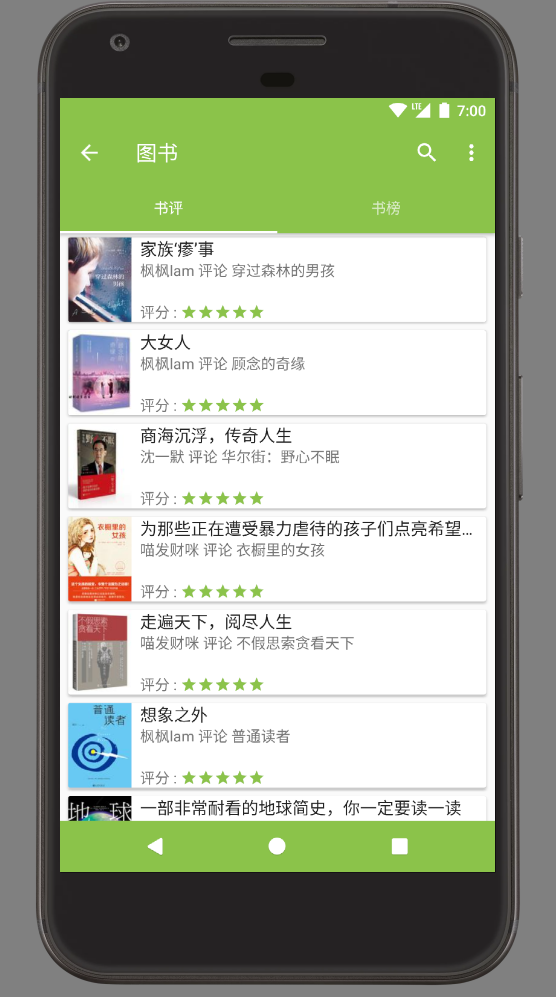 LTE 7:00
图书
书评 书榜
家族‘瘆’事
枫枫lam 评论 穿过森林的男孩
评分 :
大女人
枫枫lam 评论 顾念的奇缘
评分 :
商海沉浮，传奇人生
沈一默 评论 华尔街：野心不眠
评分 :
为那些正在遭受暴力虐待的孩子们点亮希望...
喵发财咪 评论 衣橱里的女孩
评分 :
走遍天下，阅尽人生
喵发财咪 评论 不假思索贪看天下
评分 :
想象之外
枫枫lam 评论 普通读者
评分 :
一部非常耐看的地球简史，你一定要读一读
穿过森林的
男孩
野
不眠
衣橱里的
女孩
不假思索
贪看天下
普通
读者
地球